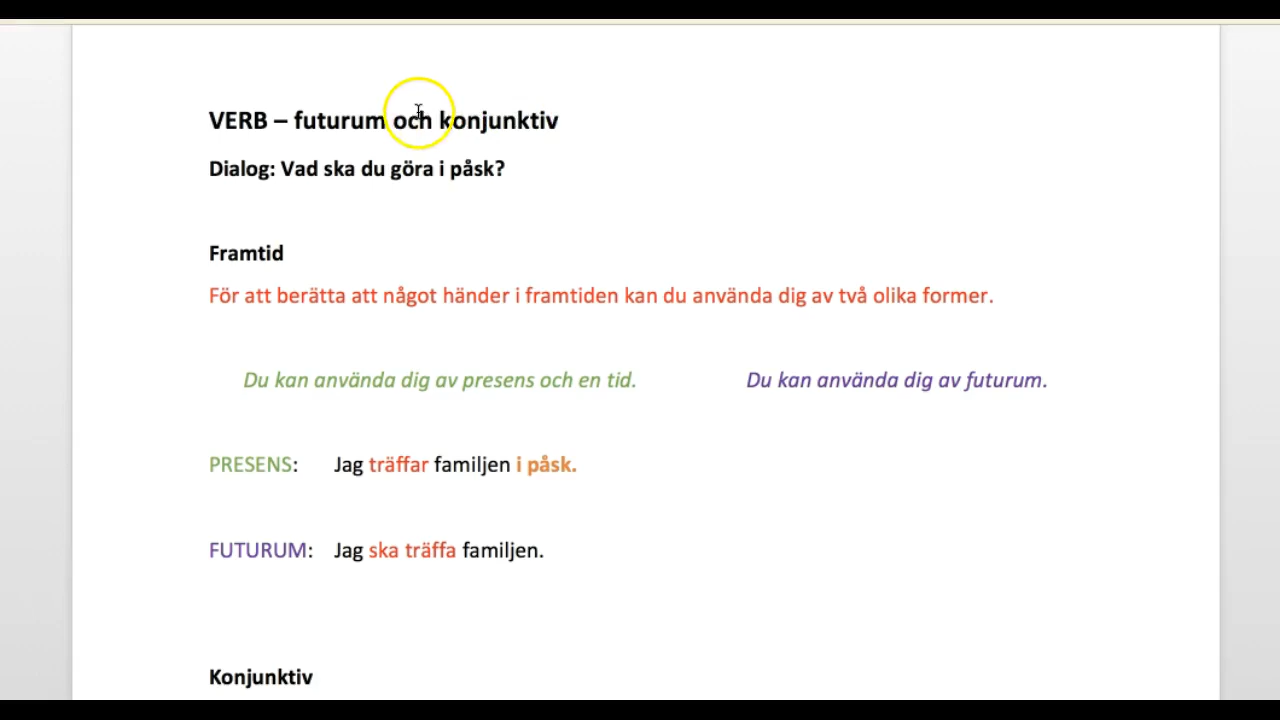 VERB – futurum och konjunktiv
Dialog: Vad ska du göra i påsk?
Framtid
För att berätta att något händer i framtiden kan du använda dig av två olika former.
Du kan använda dig av presens och en tid. Du kan använda dig av futurum.
PRESENS: Jag träffar familjen i påsk.
FUTURUM: Jag ska träffa familjen.
Konjunktiv